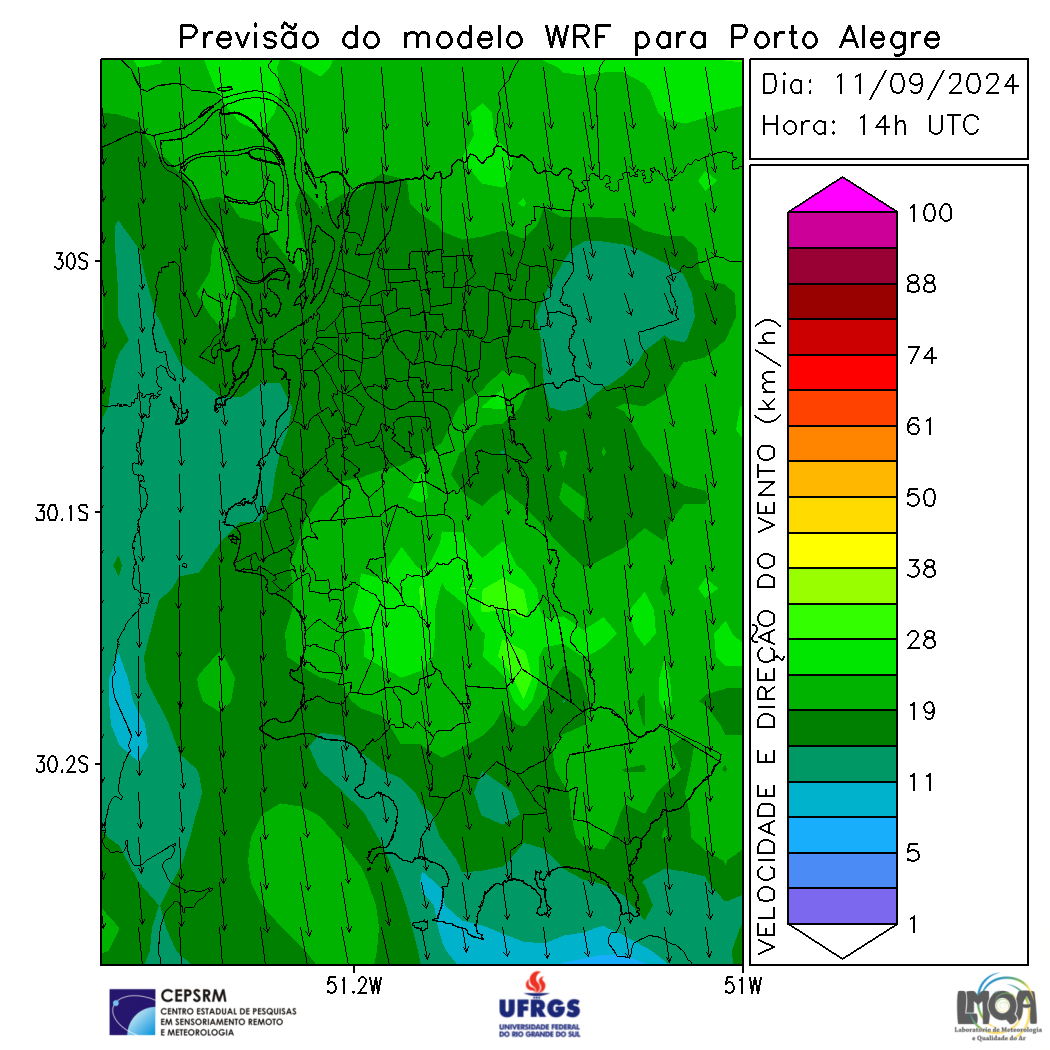 Previsão do modelo WRF para Porto Alegre
Dia: 11/09/2024
Hora: 14h UTC
30S
30.1S
30.2S
51.2W
51W
VELOCIDADE E DIREÇÃO DO VENTO (km/h)
100
88
74
61
50
38
28
19
11
5
1
CEPSRM
CENTRO ESTADUAL DE PESQUISAS
EM SENSORIAMENTO REMOTO
E METEOROLOGIA
UFRGS
UNIVERSIDADE FEDERAL
DO RIO GRANDE DO SUL
LMQA
Laboratório de Meteorologia
e Qualidade do Ar